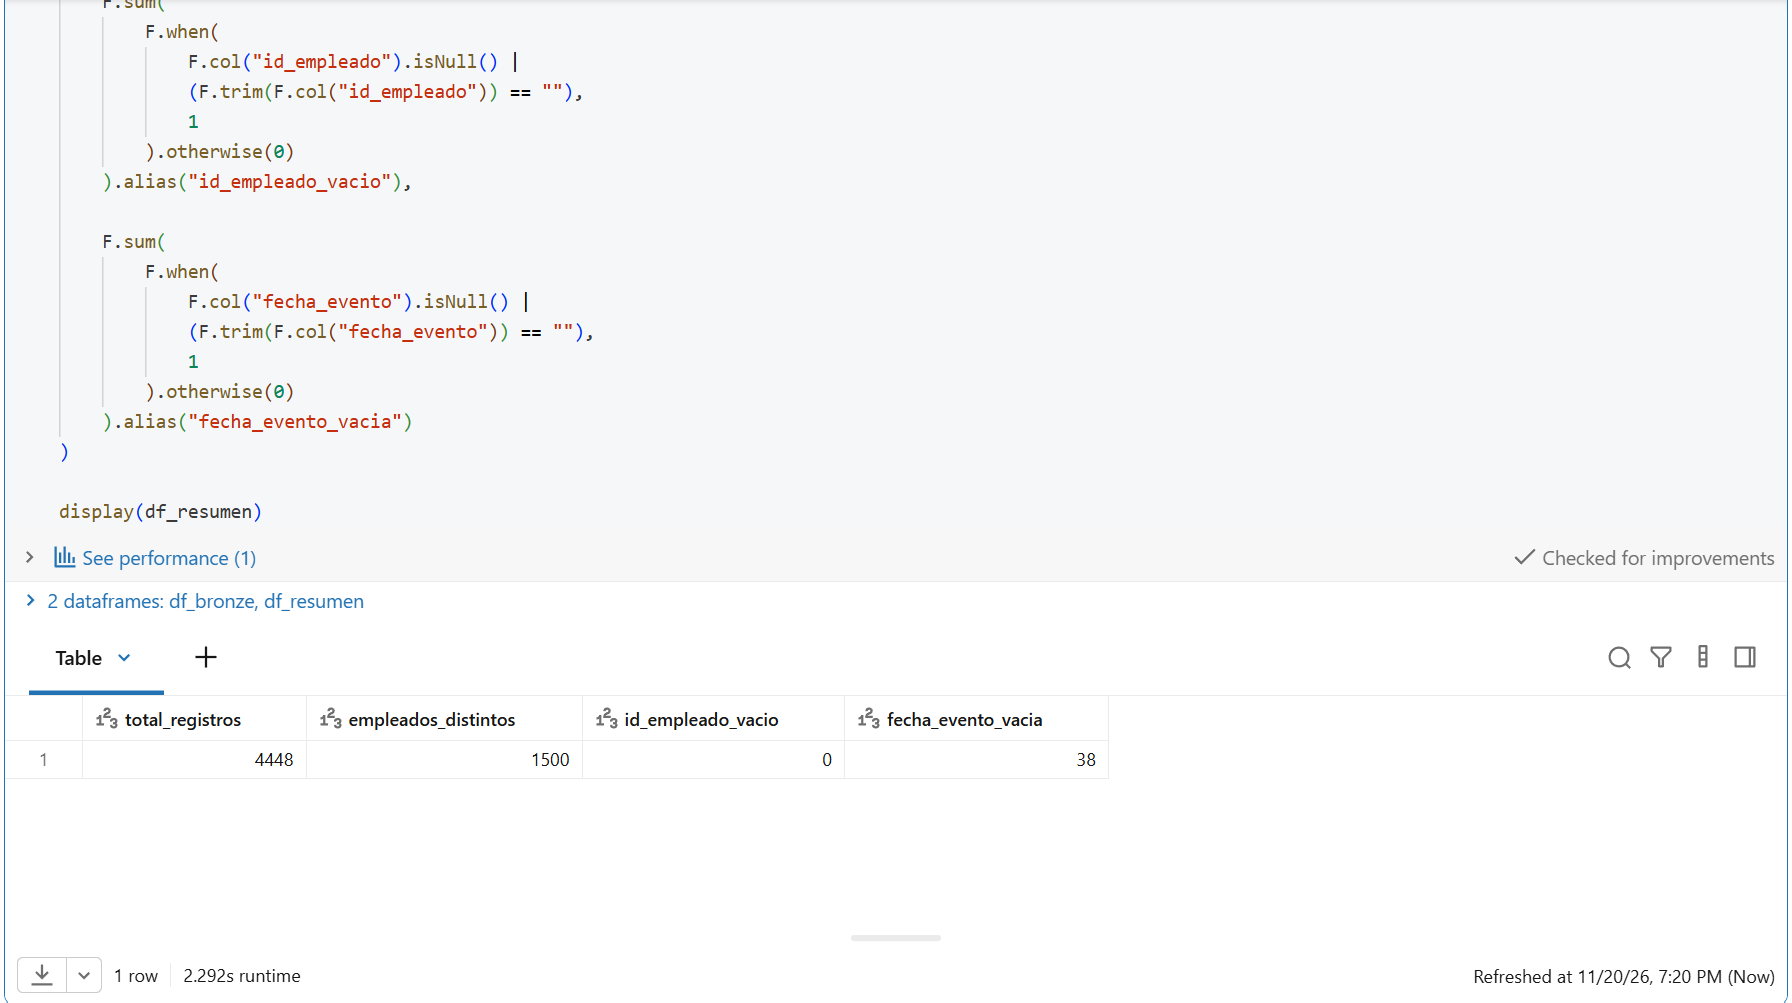 F.sum(
F.when(
F.col("id_empleado").isNull() |
(F.trim(F.col("id_empleado")) == ""),
1
).otherwise(0)
).alias("id_empleado_vacio"),
F.sum(
F.when(
F.col("fecha_evento").isNull() |
(F.trim(F.col("fecha_evento")) == ""),
1
).otherwise(0)
).alias("fecha_evento_vacia")
)
display(df_resumen)
See performance (1)
Checked for improvements
2 dataframes: df_bronze, df_resumen
Table
total_registros empleados_distintos id_empleado_vacio fecha_evento_vacia
1 4448 1500 0 38
1 row 2.292s runtime
Refreshed at 11/20/26, 7:20 PM (Now)